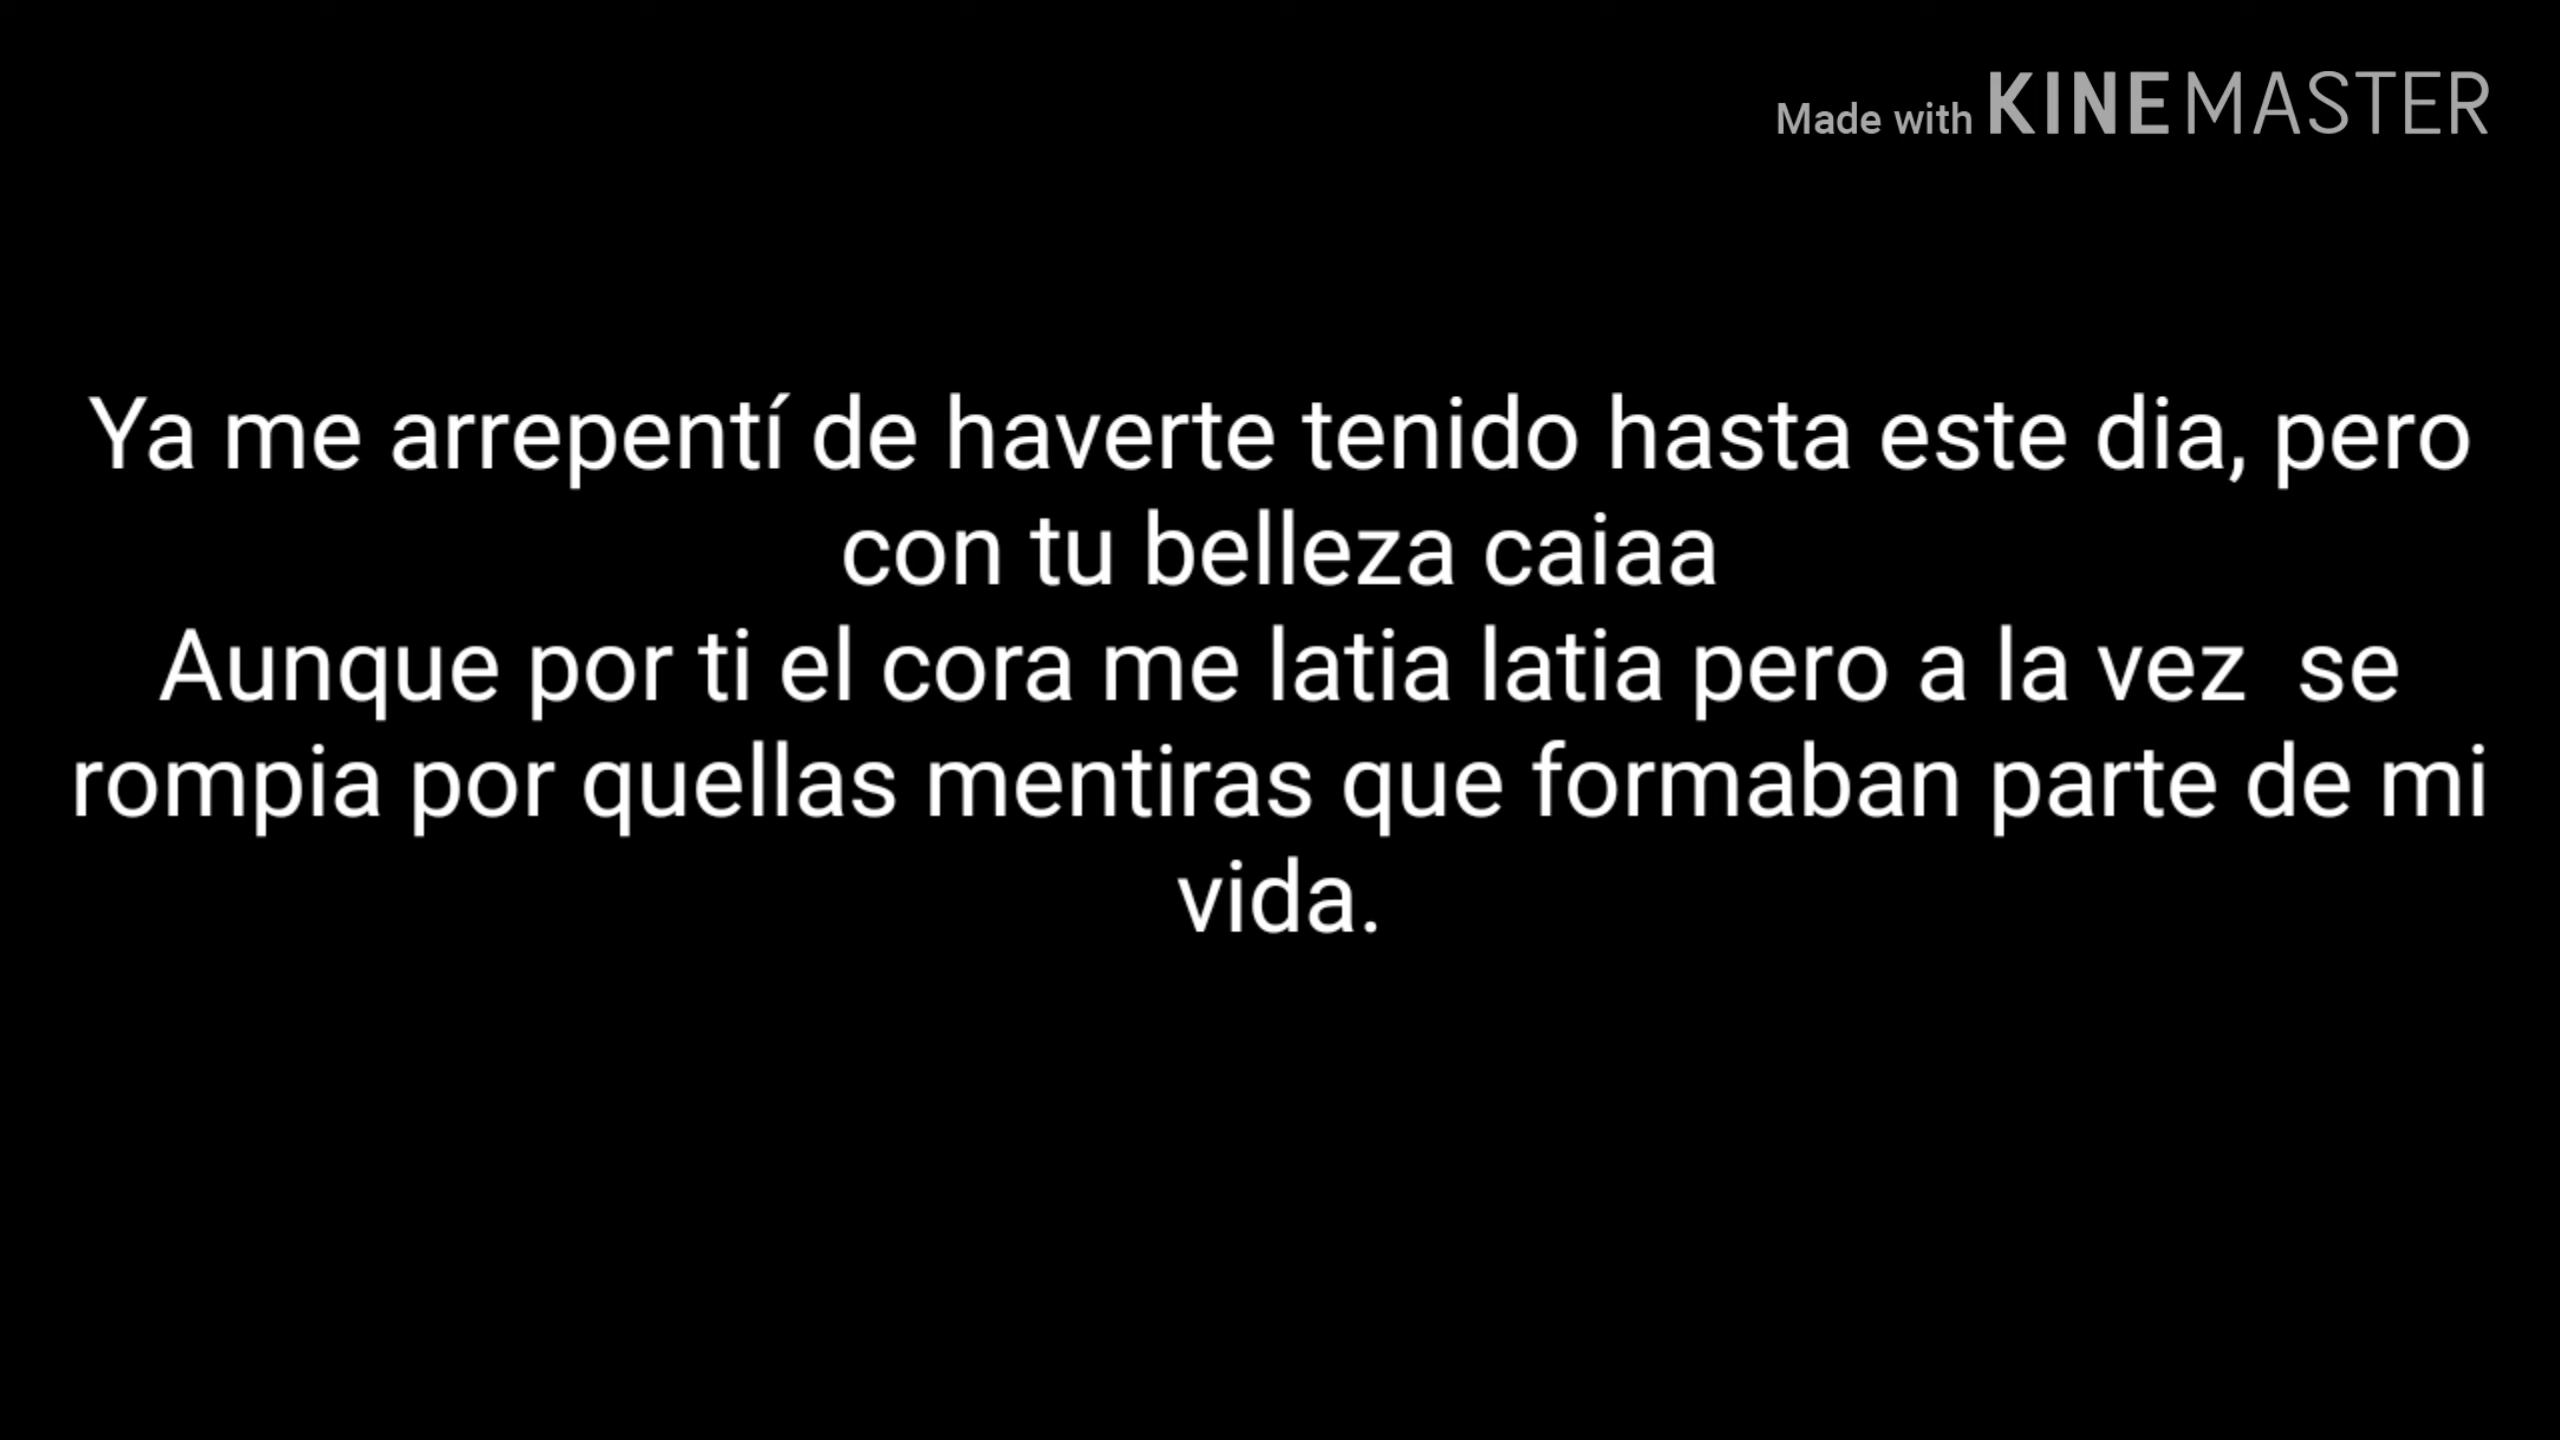 Made with KINEMASTER
Ya me arrepentí de haverte tenido hasta este dia, pero
con tu belleza caiaa
Aunque por ti el cora me latia latia pero a la vez  se
rompia por quellas mentiras que formaban parte de mi
vida.